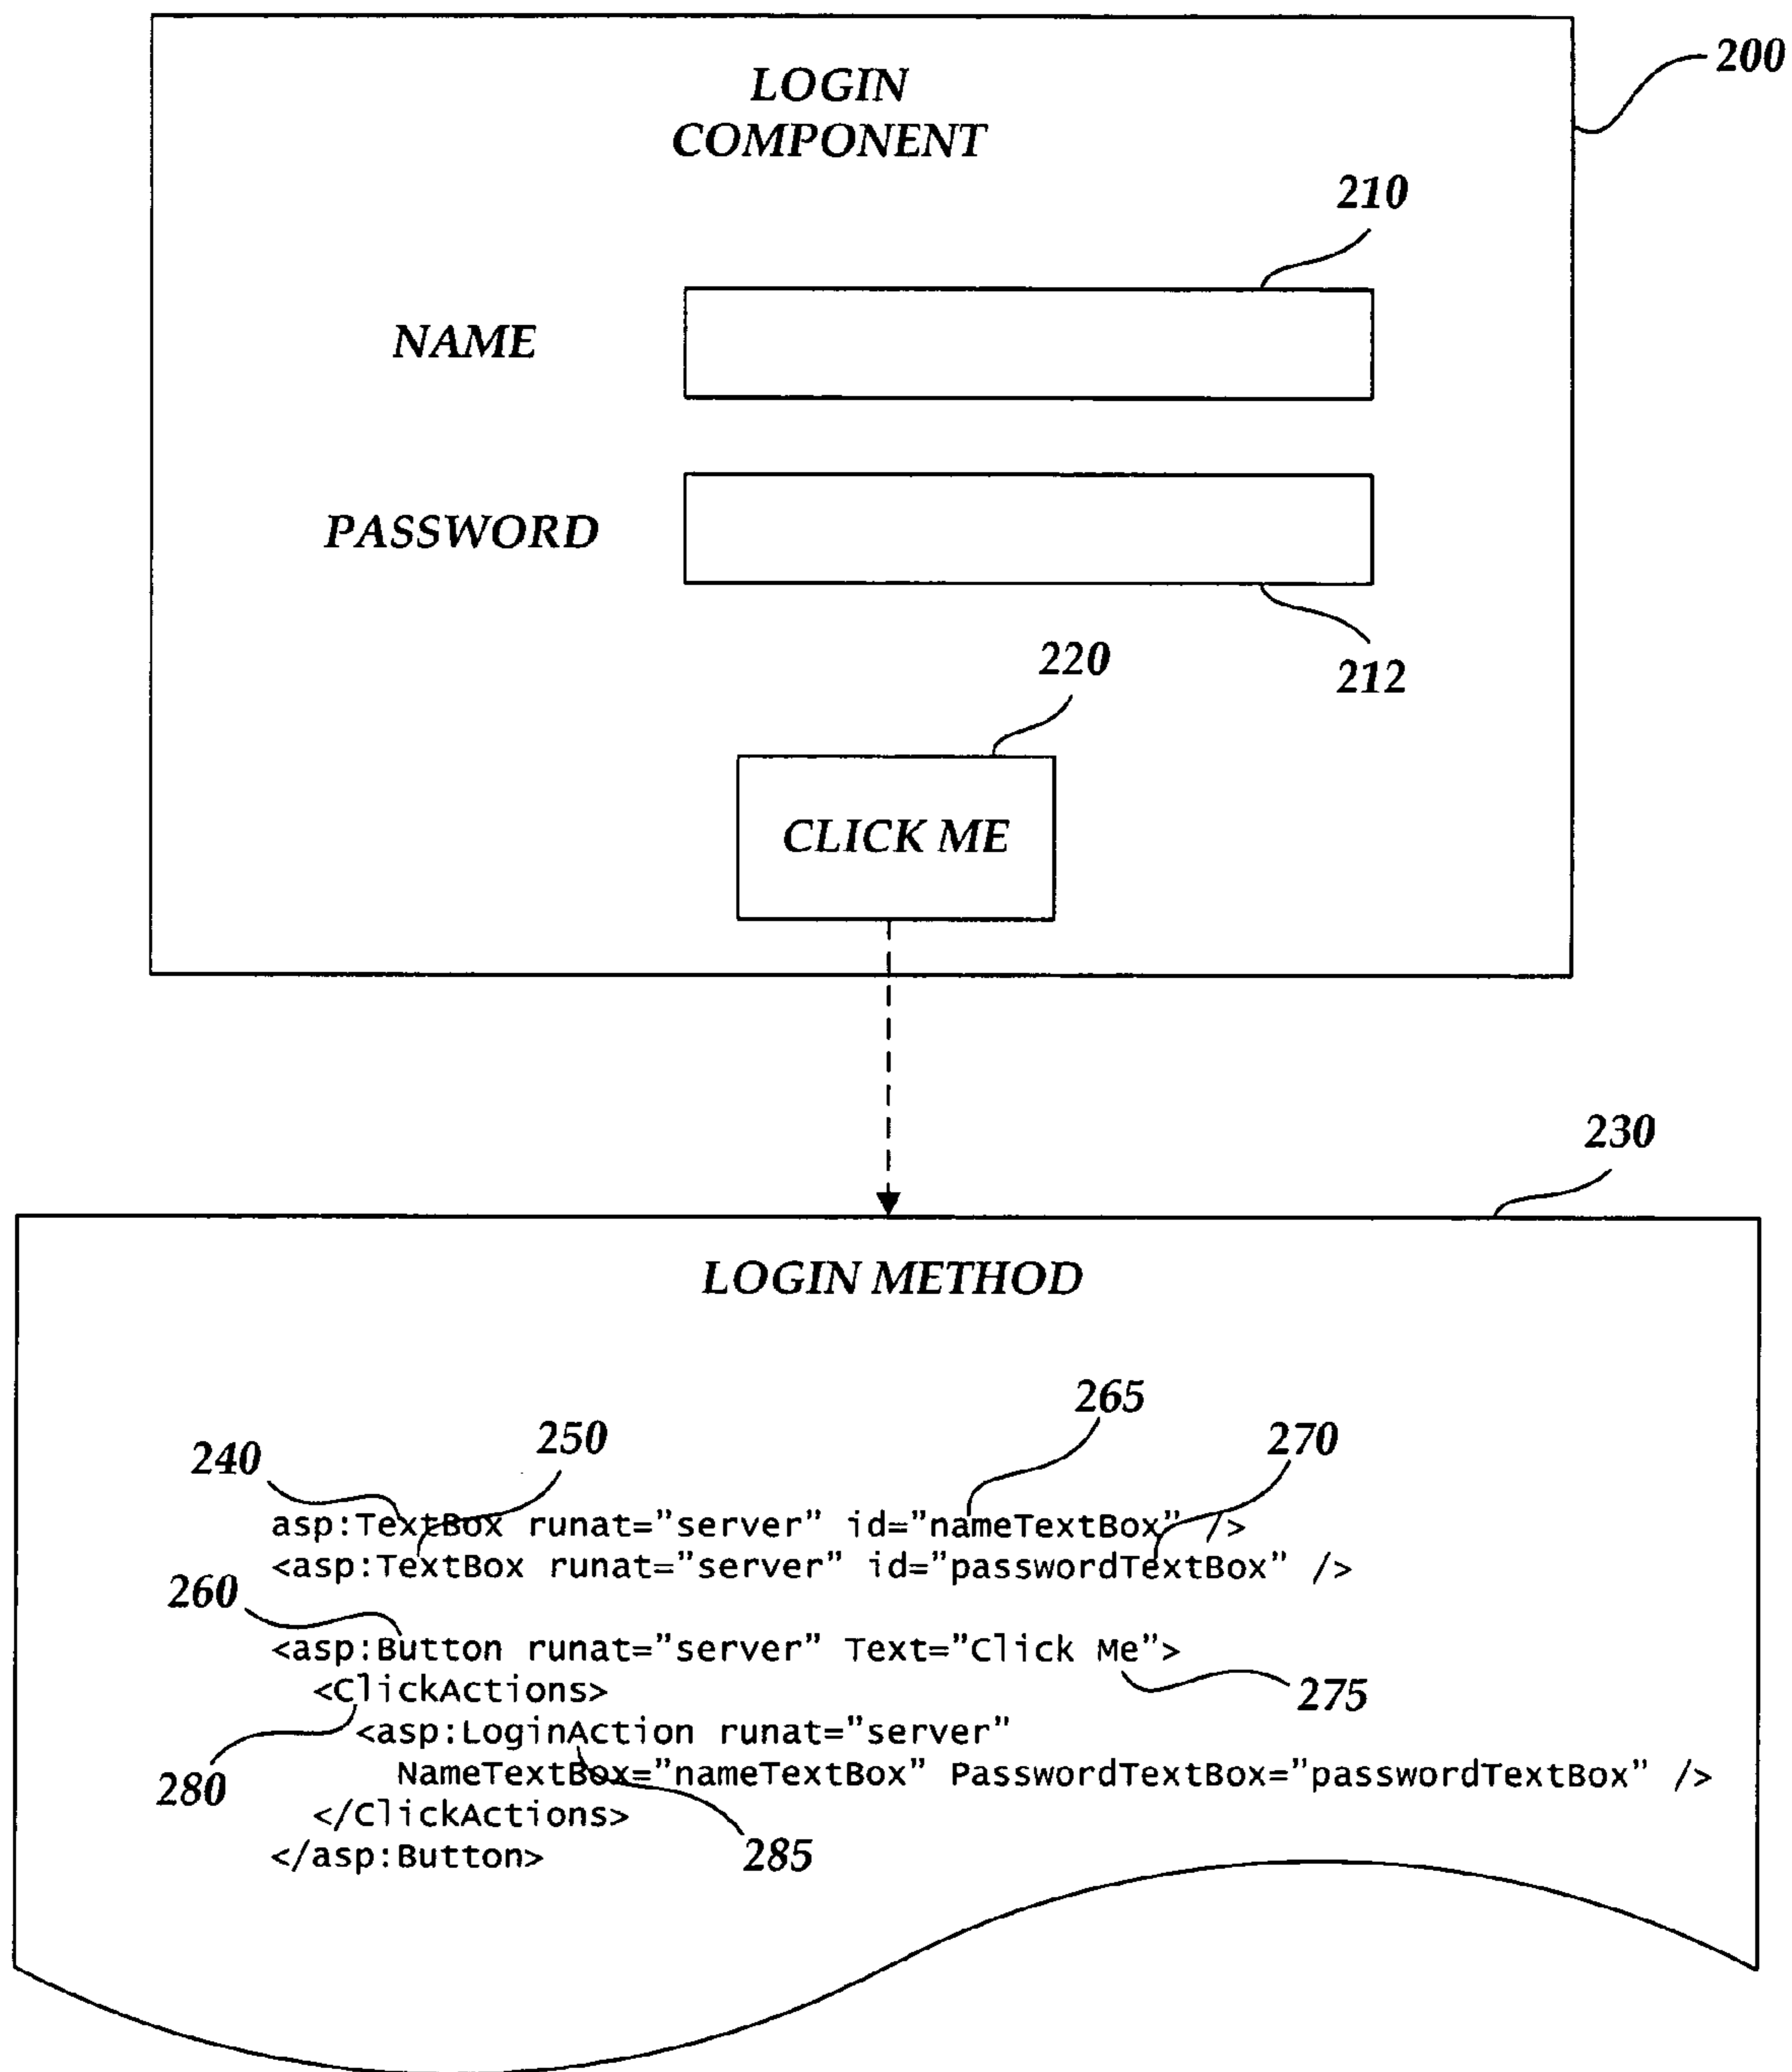 LOGIN
COMPONENT
200
210
NAME
PASSWORD
212
220
CLICK ME
230
LOGIN METHOD
265
250
270
240
asp:TextBox runat="server" id="nameTextBox" />
<asp:TextBox runat="server" id="passwordTextBox" />
260
<asp:Button runat="server" Text="Click Me">
<ClickActions>
275
<asp:LoginAction runat="server"
280
NameTextBox="nameTextBox" PasswordTextBox="passwordTextBox" />
</ClickActions>
285
</asp:Button>